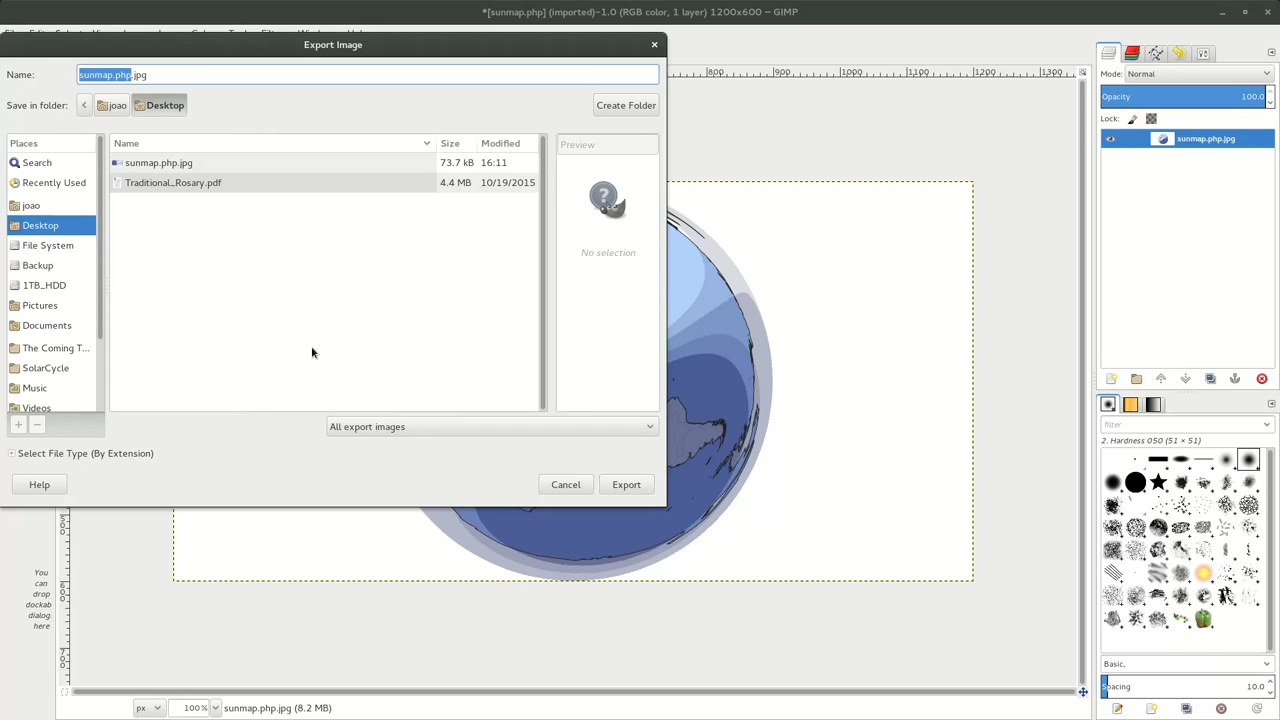 *[sunmap.php] (imported)-1.0 (RGB color, 1 layer) 1200x600 – GIMP
Export Image
Name:
sunmap.php.jpg
Save in folder:
joao
Desktop
Create Folder
Places
Search
Recently Used
joao
Desktop
File System
Backup
1TB_HDD
Pictures
Documents
The Coming T...
SolarCycle
Music
Videos
Name Size Modified
sunmap.php.jpg 73.7 kB 16:11
Traditional_Rosary.pdf 4.4 MB 10/19/2015
Preview
No selection
All export images
Select File Type (By Extension)
Help
Cancel
Export
800 900 1000 1100 1200 1300
Mode: Normal
Opacity 100.0
Lock:
sunmap.php.jpg
filter
2. Hardness 050 (51 × 51)
Basic,
Spacing 10.0
You
can
drop
dockab
dialog:
here
px
100%
sunmap.php.jpg (8.2 MB)